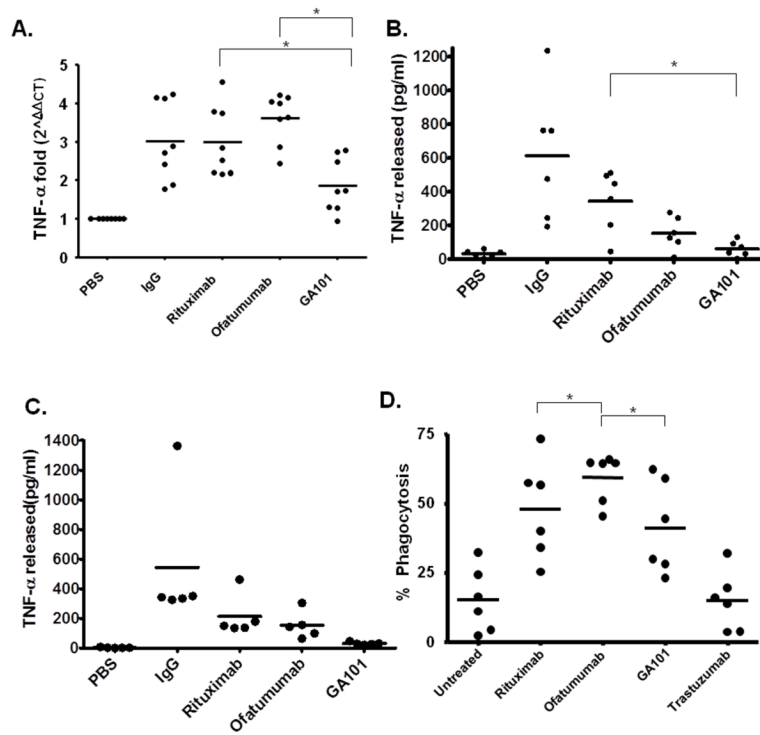 A.
*
*
TNF-α fold (2^ΔΔCT)
5
4
3
2
1
0
PBS
IgG
Rituximab
Ofatumumab
GA101
B.
*
TNF-α released (pg/ml)
1200
1000
800
600
400
200
0
PBS
IgG
Rituximab
Ofatumumab
GA101
C.
TNF-α released(pg/ml)
1400
1200
1000
800
600
400
200
0
PBS
IgG
Rituximab
Ofatumumab
GA101
D.
*
*
% Phagocytosis
75
50
25
0
Untreated
Rituximab
Ofatumumab
GA101
Trastuzumab